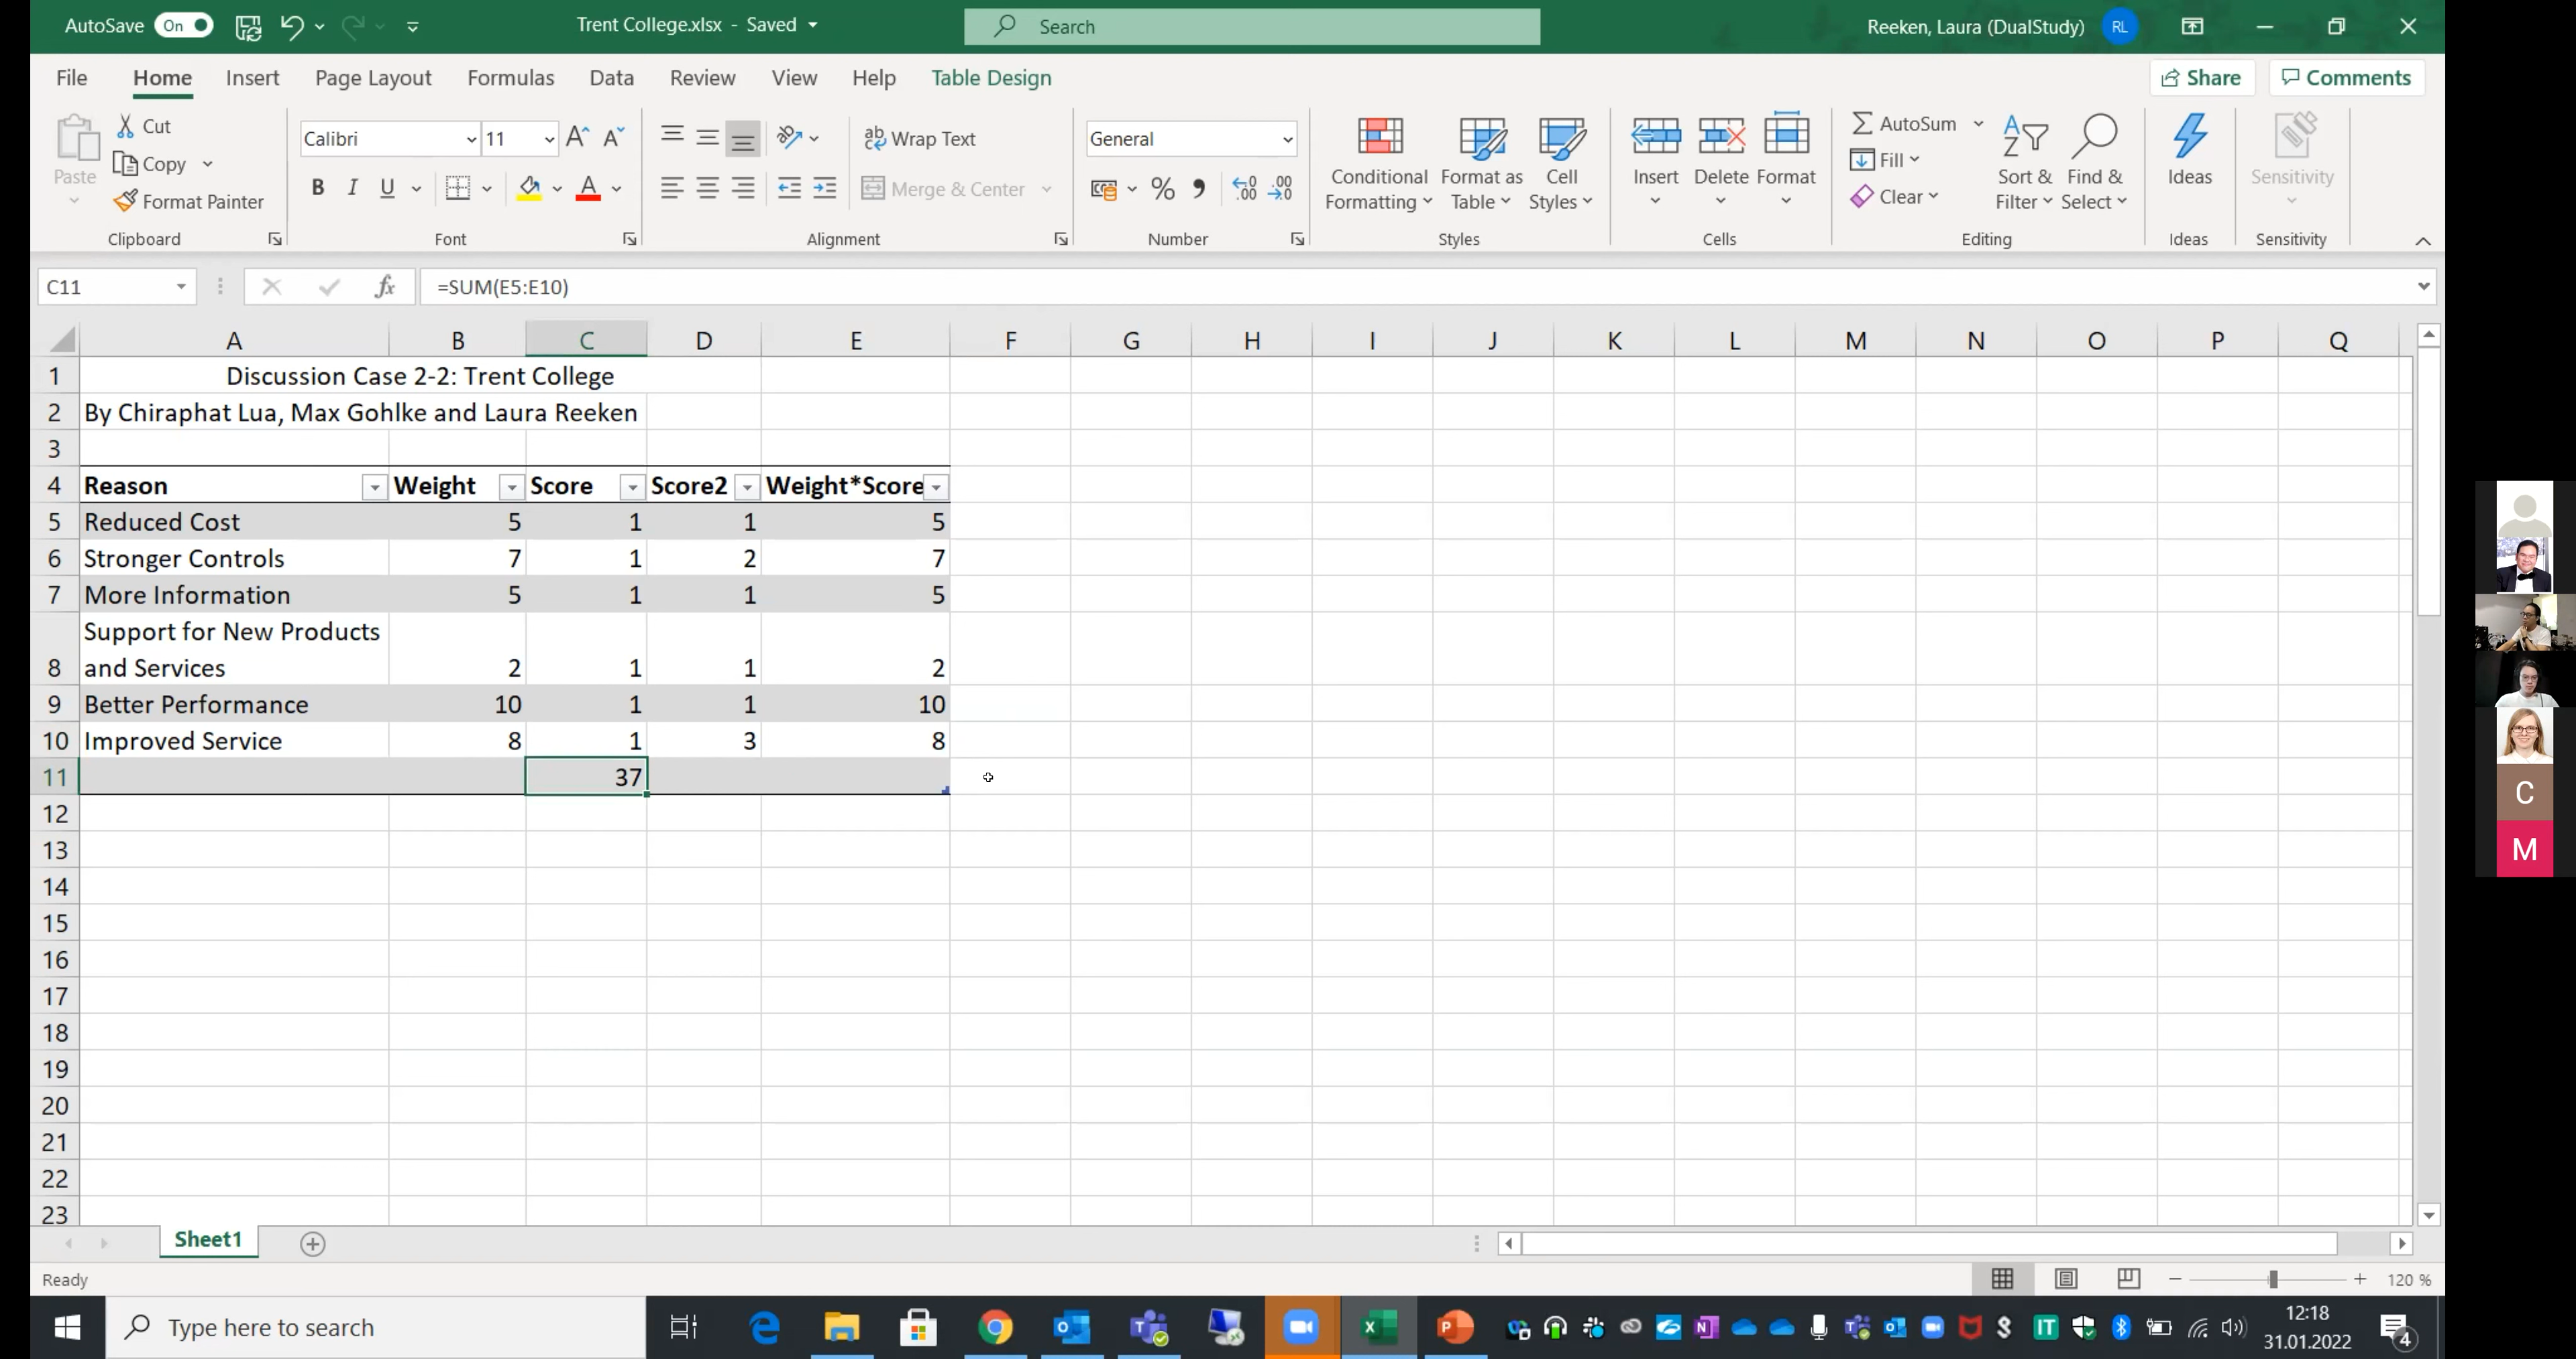 AutoSave On Trent College.xlsx - Saved Search Reeken, Laura (DualStudy) RL
File Home Insert Page Layout Formulas Data Review View Help Table Design Share Comments
Paste Cut Copy Format Painter
Clipboard
Calibri 11 A A B I U A
Font
ab Wrap Text
Merge & Center
Alignment
General
% ,
Number
Conditional Formatting Format as Table Cell Styles
Styles
Insert Delete Format
Cells
AutoSum Fill Clear Sort & Filter Find & Select
Editing
Ideas
Ideas
Sensitivity
Sensitivity
C11 fx =SUM(E5:E10)
A B C D E F G H I J K L M N O P Q
1 Discussion Case 2-2: Trent College
2 By Chiraphat Lua, Max Gohlke and Laura Reeken
3
4 Reason Weight Score Score2 Weight*Score
5 Reduced Cost 5 1 1 5
6 Stronger Controls 7 1 2 7
7 More Information 5 1 1 5
Support for New Products
8 and Services 2 1 1 2
9 Better Performance 10 1 1 10
10 Improved Service 8 1 3 8
11 37
12
13
14
15
16
17
18
19
20
21
22
23
C
M
Sheet1
Ready 120 %
Type here to search
12:18
31.01.2022
4